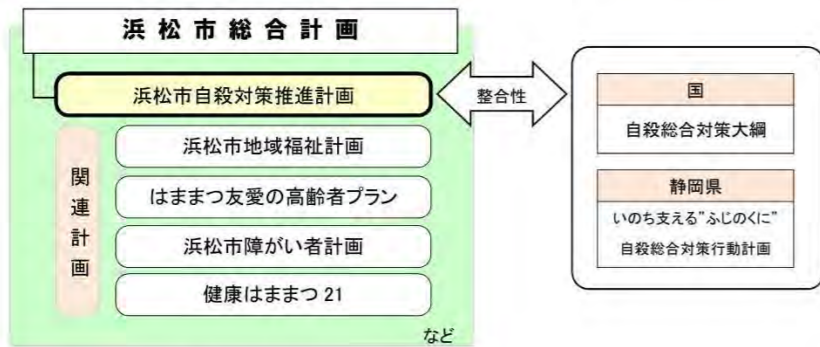 浜松市総合計画
浜松市自殺対策推進計画
整合性
関連計画
浜松市地域福祉計画
はままつ友愛の高齢者プラン
浜松市障がい者計画
健康はままつ 21
など
国
自殺総合対策大綱
静岡県
いのち支える"ふじのくに"
自殺総合対策行動計画